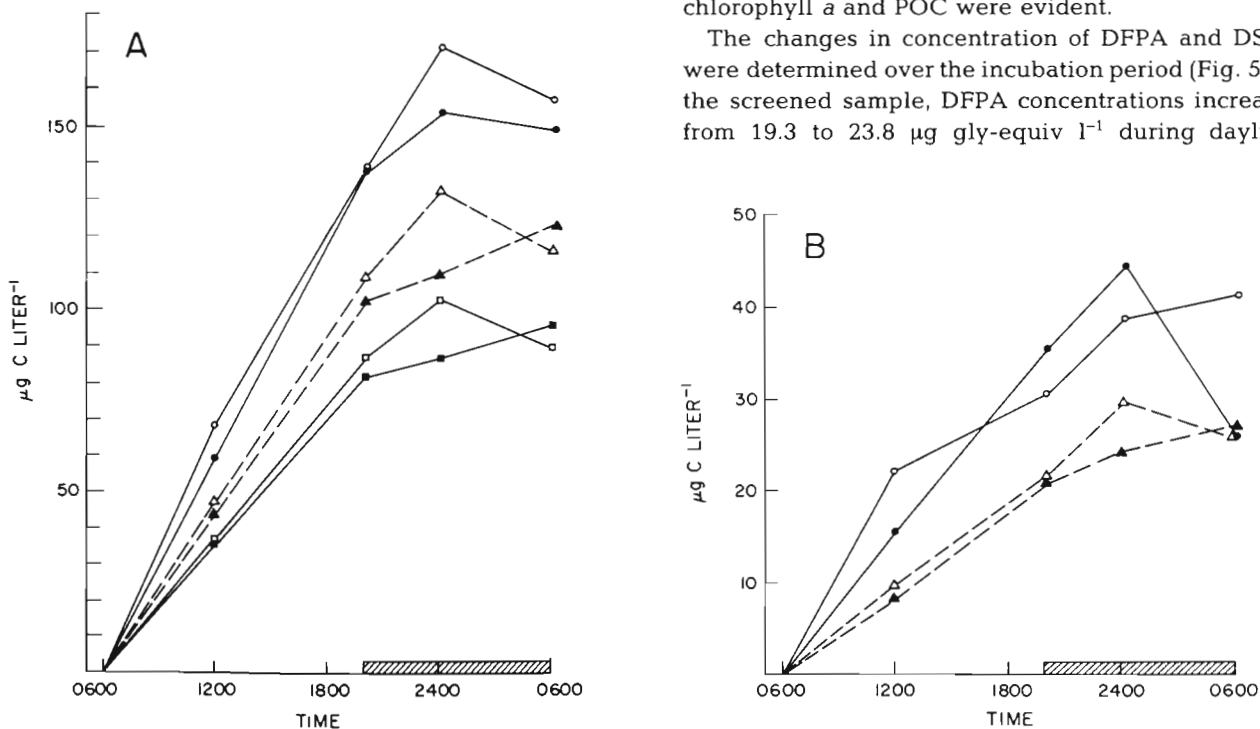 chlorophyll a and POC were evident.
The changes in concentration of DFPA and DS
were determined over the incubation period (Fig. 5
the screened sample, DFPA concentrations increa
from 19.3 to 23.8 µg gly-equiv l⁻¹ during dayl
A
150
100
50
µg C LITER⁻¹
0600
1200
1800
2400
0600
TIME
B
50
40
30
20
10
µg C LITER⁻¹
0600
1200
1800
2400
0600
TIME